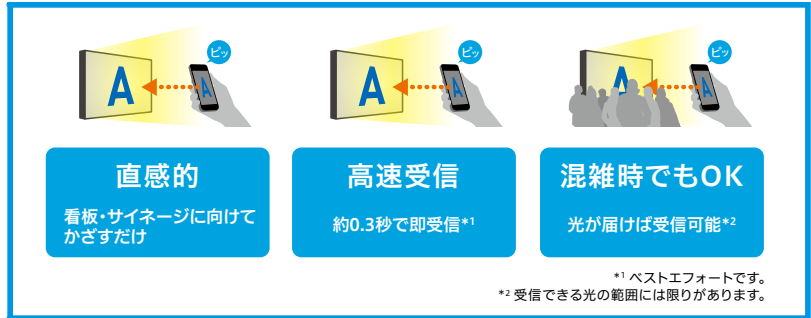 ピッ
A
A
ピッ
A
A
ピッ
A
A
直感的
看板・サイネージに向けて
かざすだけ
高速受信
約0.3秒で即受信*1
混雑時でもOK
光が届けば受信可能*2
*1 ベストエフォートです。
*2 受信できる光の範囲には限りがあります。